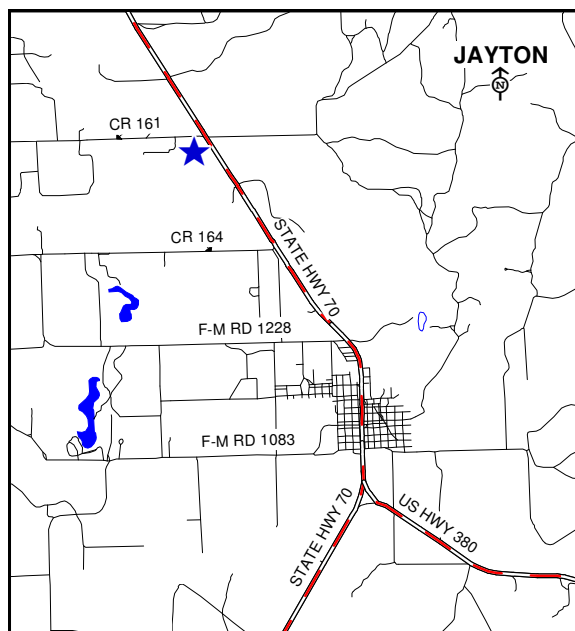 JAYTON
N
CR 161
STATE HWY 70
CR 164
F-M RD 1228
F-M RD 1083
STATE HWY 70
US HWY 380